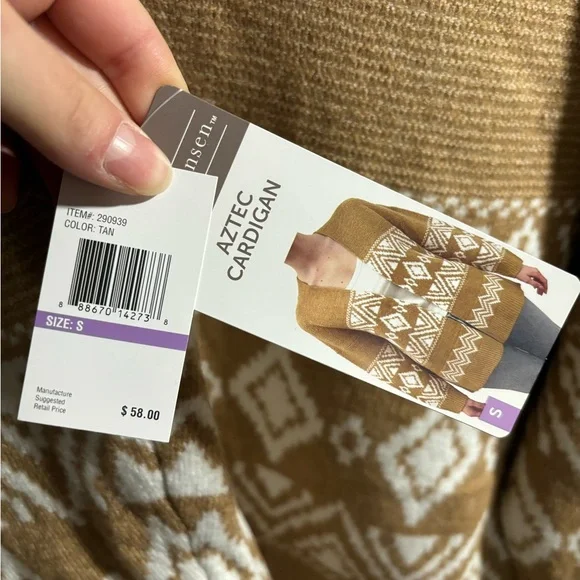 nsen™
AZTEC
CARDIGAN
S
ITEM#: 290939
COLOR: TAN
8 88670 14273 8
SIZE: S
Manufacture
Suggested
Retail Price
$ 58.00